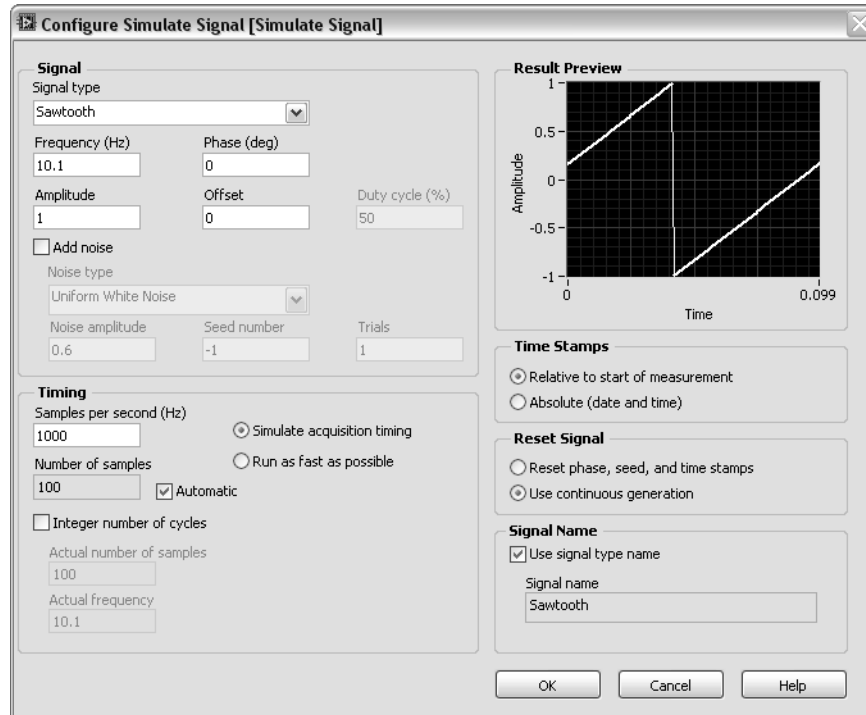 Configure Simulate Signal [Simulate Signal]
Signal
Signal type
Sawtooth
Frequency (Hz) Phase (deg)
10.1 0
Amplitude Offset Duty cycle (%)
1 0 50
Add noise
Noise type
Uniform White Noise
Noise amplitude Seed number Trials
0.6 -1 1
Timing
Samples per second (Hz)
1000
Simulate acquisition timing
Run as fast as possible
Number of samples
100
Automatic
Integer number of cycles
Actual number of samples
100
Actual frequency
10.1
Result Preview
1
0.5
0
-0.5
-1
Amplitude
0 0.099
Time
Time Stamps
Relative to start of measurement
Absolute (date and time)
Reset Signal
Reset phase, seed, and time stamps
Use continuous generation
Signal Name
Use signal type name
Signal name
Sawtooth
OK Cancel Help